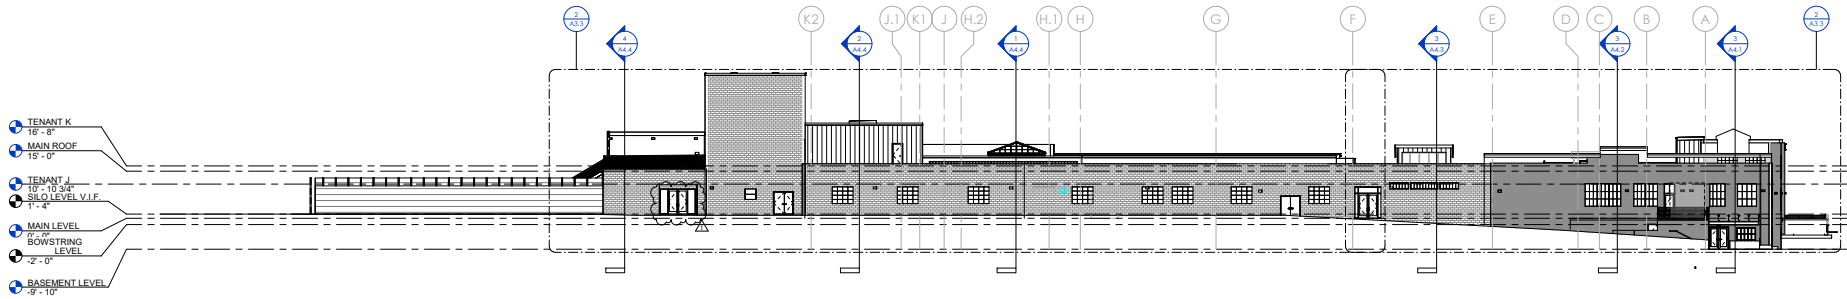 2
A3.3
4
A4.4
K2
2
A4.4
J.1
K1
J
H.2
1
A4.4
H.1
H
G
F
3
A4.3
E
D
C
3
A4.2
B
A
3
A4.1
2
A3.3
TENANT K
16' - 8"
MAIN ROOF
15' - 0"
TENANT J
10' - 10 3/4"
SILO LEVEL V.I.F.
1' - 4"
MAIN LEVEL
0' - 0"
BOWSTRING
LEVEL
-2' - 0"
BASEMENT LEVEL
-9' - 10"